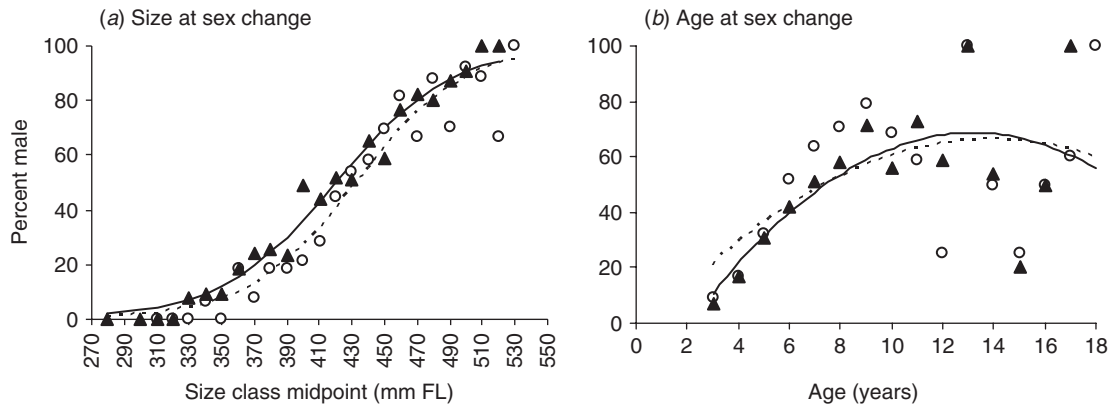 (a) Size at sex change
100
80
60
40
20
0
Percent male
270 290 310 330 350 370 390 410 430 450 470 490 510 530 550
Size class midpoint (mm FL)
(b) Age at sex change
100
80
60
40
20
0
0 2 4 6 8 10 12 14 16 18
Age (years)